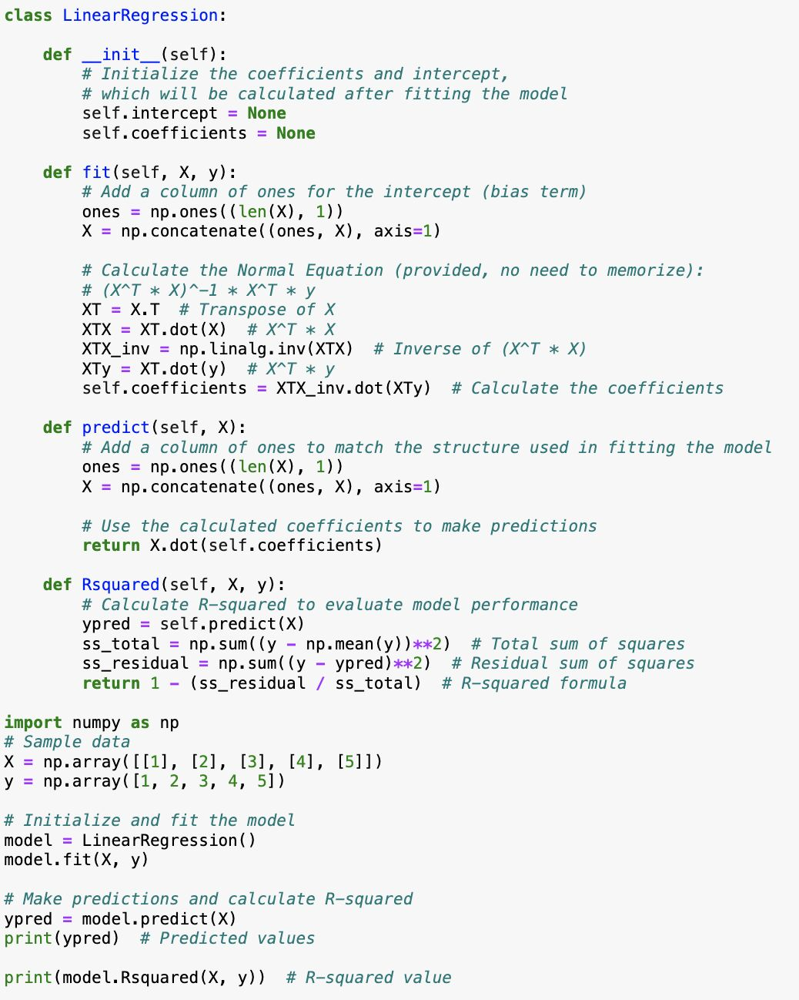 class LinearRegression:
    def __init__(self):
        # Initialize the coefficients and intercept,
        # which will be calculated after fitting the model
        self.intercept = None
        self.coefficients = None
    def fit(self, X, y):
        # Add a column of ones for the intercept (bias term)
        ones = np.ones((len(X), 1))
        X = np.concatenate((ones, X), axis=1)
        # Calculate the Normal Equation (provided, no need to memorize):
        # (X^T * X)^-1 * X^T * y
        XT = X.T  # Transpose of X
        XTX = XT.dot(X)  # X^T * X
        XTX_inv = np.linalg.inv(XTX)  # Inverse of (X^T * X)
        XTy = XT.dot(y)  # X^T * y
        self.coefficients = XTX_inv.dot(XTy)  # Calculate the coefficients
    def predict(self, X):
        # Add a column of ones to match the structure used in fitting the model
        ones = np.ones((len(X), 1))
        X = np.concatenate((ones, X), axis=1)
        # Use the calculated coefficients to make predictions
        return X.dot(self.coefficients)
    def Rsquared(self, X, y):
        # Calculate R-squared to evaluate model performance
        ypred = self.predict(X)
        ss_total = np.sum((y - np.mean(y))**2)  # Total sum of squares
        ss_residual = np.sum((y - ypred)**2)  # Residual sum of squares
        return 1 - (ss_residual / ss_total)  # R-squared formula
import numpy as np
# Sample data
X = np.array([[1], [2], [3], [4], [5]])
y = np.array([1, 2, 3, 4, 5])
# Initialize and fit the model
model = LinearRegression()
model.fit(X, y)
# Make predictions and calculate R-squared
ypred = model.predict(X)
print(ypred)  # Predicted values
print(model.Rsquared(X, y))  # R-squared value